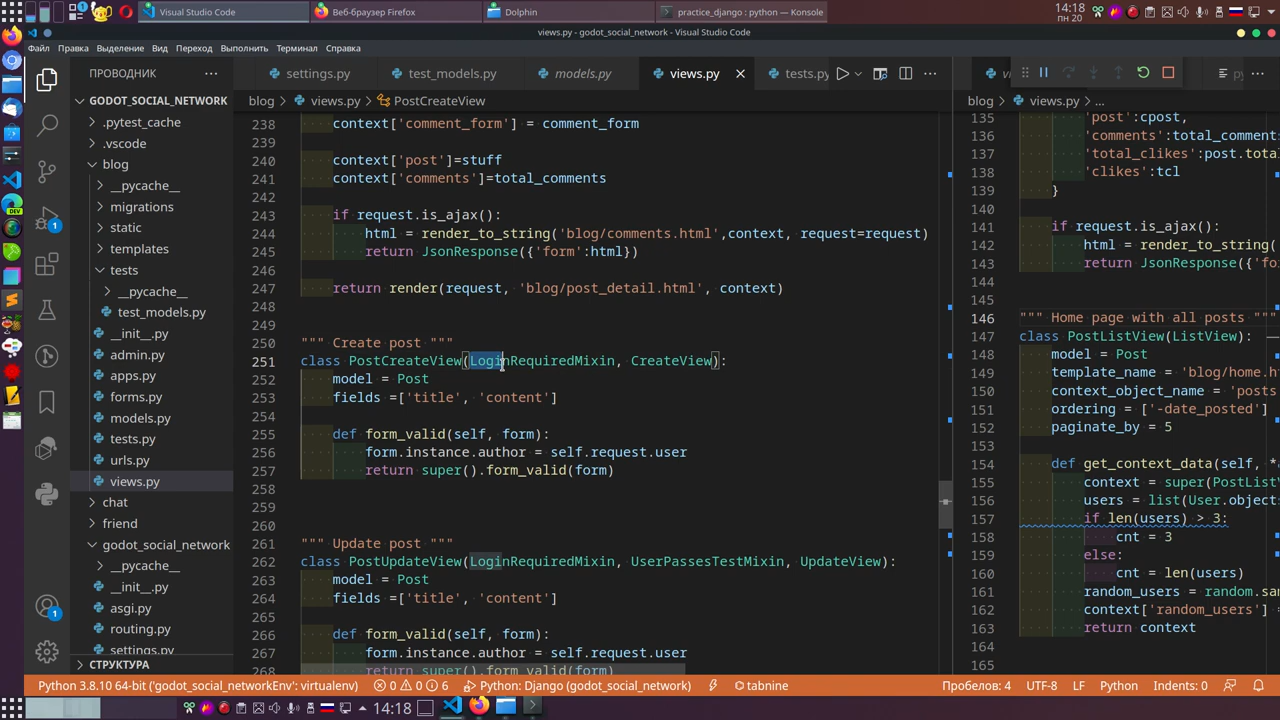 Visual Studio Code
Веб-браузер Firefox
Dolphin
practice_django : python — Konsole
14:18
пн 20
views.py - godot_social_network - Visual Studio Code
Файл Правка Выделение Вид Переход Выполнить Терминал Справка
ПРОВОДНИК
settings.py
test_models.py
models.py
views.py
tests.py
GODOT_SOCIAL_NETWORK
.pytest_cache
.vscode
blog
__pycache__
migrations
static
templates
tests
__pycache__
test_models.py
__init__.py
admin.py
apps.py
forms.py
models.py
tests.py
urls.py
views.py
chat
friend
godot_social_network
__pycache__
__init__.py
asgi.py
routing.py
settings.py
СТРУКТУРА
DEV
1
1
blog > views.py > PostCreateView
238 context['comment_form'] = comment_form
239
240 context['post']=stuff
241 context['comments']=total_comments
242
243 if request.is_ajax():
244 html = render_to_string('blog/comments.html',context, request=request)
245 return JsonResponse({'form':html})
246
247 return render(request, 'blog/post_detail.html', context)
248
249
250 """ Create post """
251 class PostCreateView(LoginRequiredMixin, CreateView):
252 model = Post
253 fields =['title', 'content']
254
255 def form_valid(self, form):
256 form.instance.author = self.request.user
257 return super().form_valid(form)
258
259
260
261 """ Update post """
262 class PostUpdateView(LoginRequiredMixin, UserPassesTestMixin, UpdateView):
263 model = Post
264 fields =['title', 'content']
265
266 def form_valid(self, form):
267 form.instance.author = self.request.user
268 return super().form_valid(form)
blog > views.py > ...
135 'post':cpost,
136 'comments':total_comment
137 'total_clikes':post.tota
138 'clikes':tcl
139 }
140
141 if request.is_ajax():
142 html = render_to_string(
143 return JsonResponse({'fo
144
145
146 """ Home page with all posts """
147 class PostListView(ListView):
148 model = Post
149 template_name = 'blog/home.h
150 context_object_name = 'posts
151 ordering = ['-date_posted']
152 paginate_by = 5
153
154 def get_context_data(self, *
155 context = super(PostListV
156 users = list(User.object
157 if len(users) > 3:
158 cnt = 3
159 else:
160 cnt = len(users)
161 random_users = random.sam
162 context['random_users'] =
163 return context
164
165
Python 3.8.10 64-bit ('godot_social_networkEnv': virtualenv) 0 0 6 Python: Django (godot_social_network) tabnine Пробелов: 4 UTF-8 LF Python Indents: 0
14:18